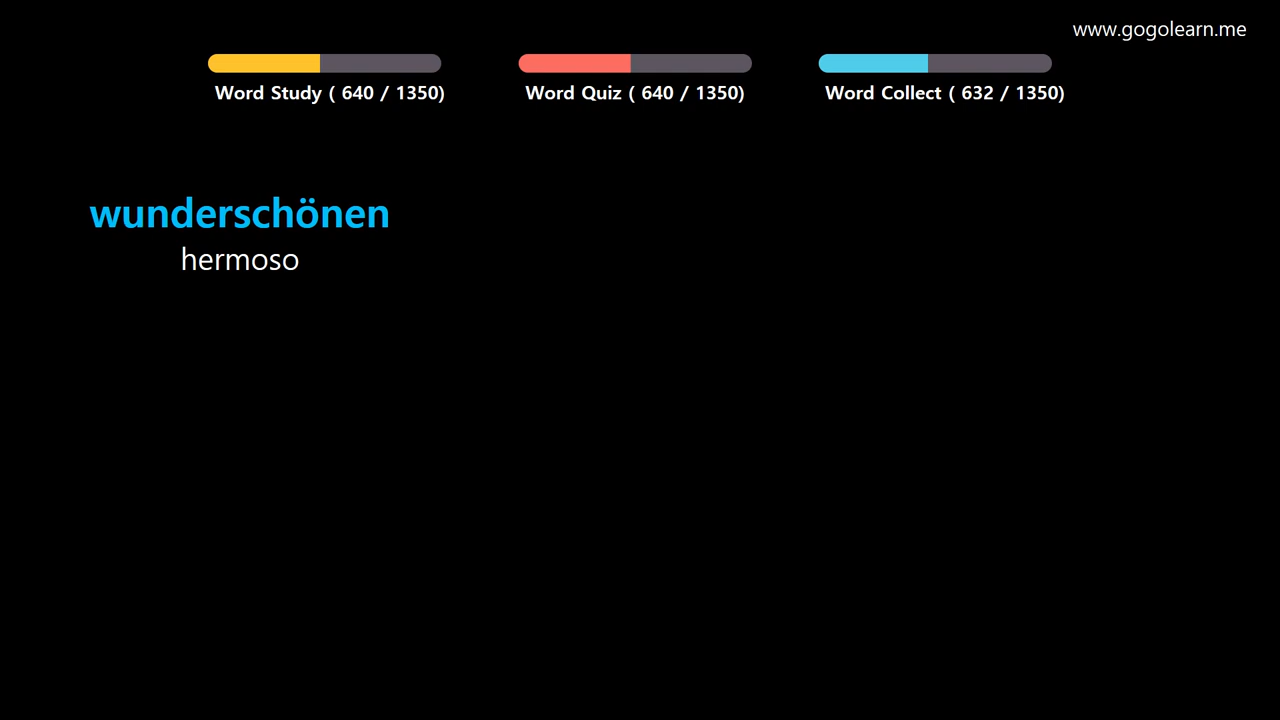 www.gogolearn.me
Word Study ( 640 / 1350)
Word Quiz ( 640 / 1350)
Word Collect ( 632 / 1350)
wunderschönen
hermoso